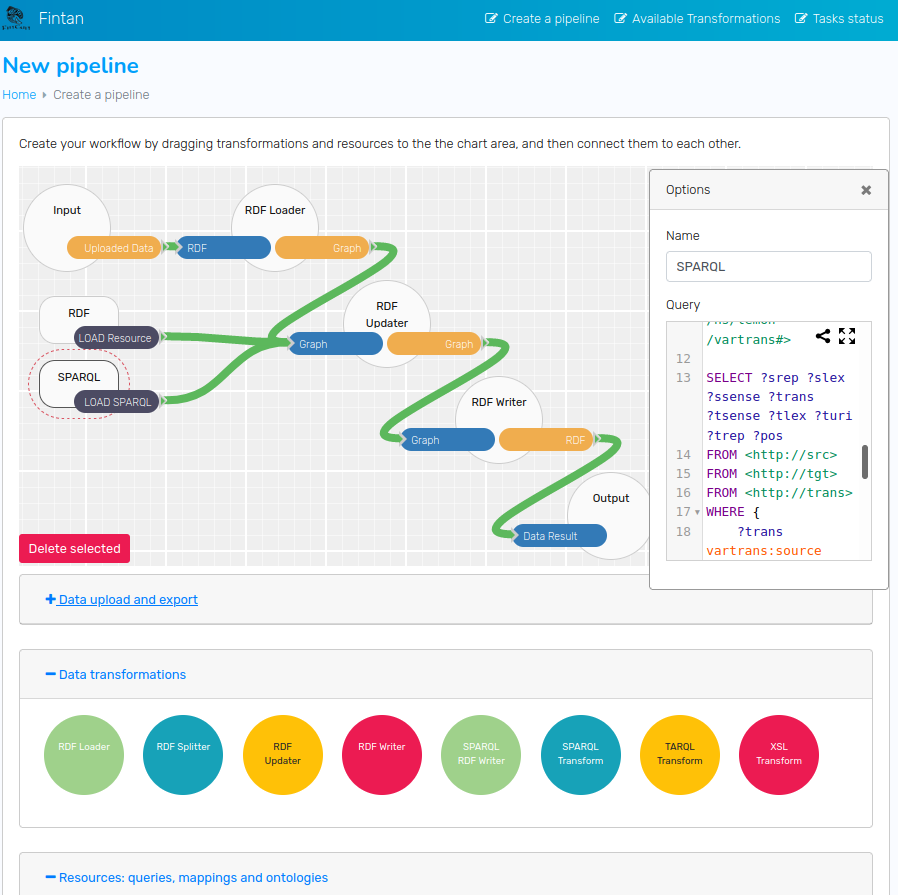 Fintan
Create a pipeline
Available Transformations
Tasks status
New pipeline
Home
Create a pipeline
Create your workflow by dragging transformations and resources to the the chart area, and then connect them to each other.
Input
Uploaded Data
RDF Loader
RDF
Graph
RDF
LOAD Resource
RDF
Updater
Graph
Graph
SPARQL
LOAD SPARQL
RDF Writer
Graph
RDF
Output
Data Result
Delete selected
Options
Name
SPARQL
Query
/vartrans#>
12
13 SELECT ?srep ?slex
?ssense ?trans
?tsense ?tlex ?turi
?trep ?pos
14 FROM <http://src>
15 FROM <http://tgt>
16 FROM <http://trans>
17 WHERE {
18 ?trans
vartrans:source
Data upload and export
Data transformations
RDF Loader
RDF Splitter
RDF
Updater
RDF Writer
SPARQL
RDF Writer
SPARQL
Transform
TARQL
Transform
XSL
Transform
Resources: queries, mappings and ontologies